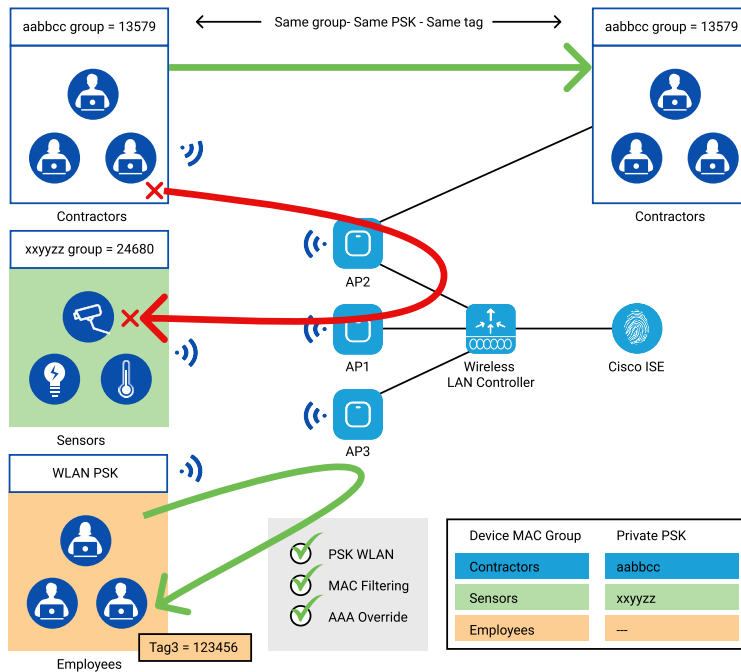 aabbcc group = 13579
Same group- Same PSK - Same tag
aabbcc group = 13579
Contractors
Contractors
xxyyzz group = 24680
AP2
AP1
Wireless
LAN Controller
Cisco ISE
Sensors
AP3
WLAN PSK
PSK WLAN
MAC Filtering
AAA Override
Device MAC Group Private PSK
Contractors aabbcc
Sensors xxyyzz
Employees ---
Tag3 = 123456
Employees